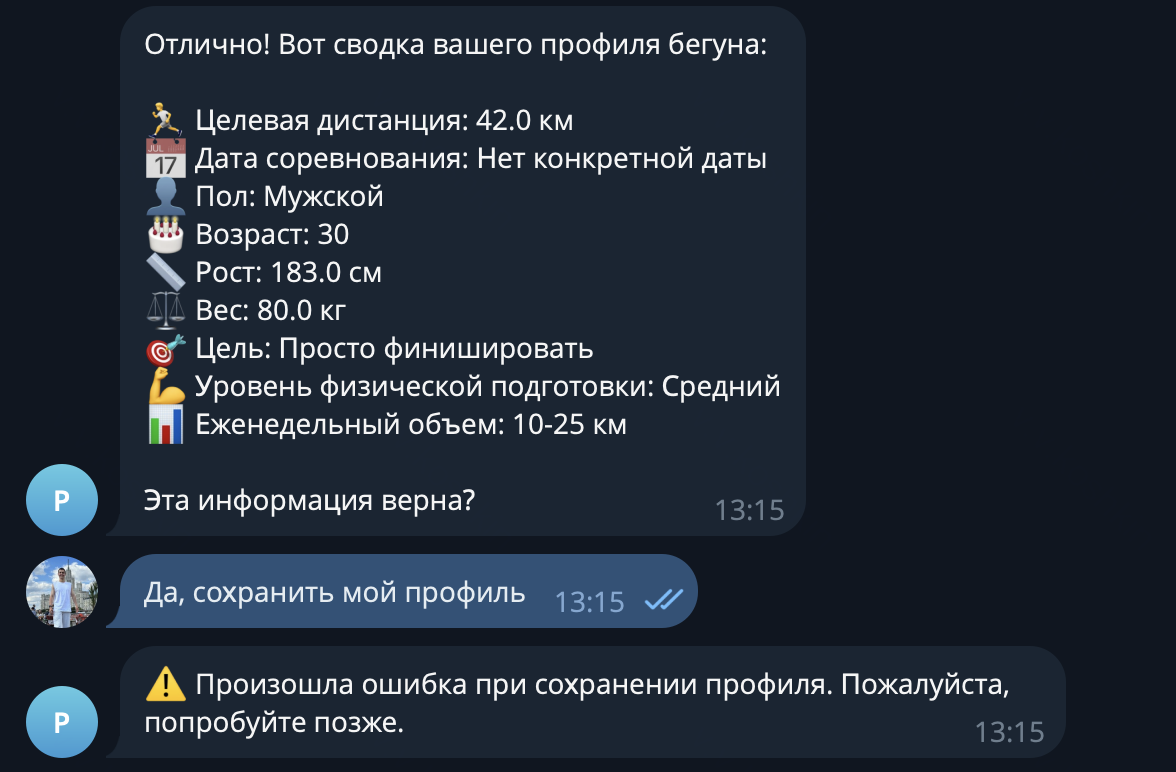 Отлично! Вот сводка вашего профиля бегуна:
🏃 Целевая дистанция: 42.0 км
📅 Дата соревнования: Нет конкретной даты
👤 Пол: Мужской
🎂 Возраст: 30
📏 Рост: 183.0 см
⚖️ Вес: 80.0 кг
🎯 Цель: Просто финишировать
💪 Уровень физической подготовки: Средний
📊 Еженедельный объем: 10-25 км
Р
Эта информация верна?
13:15
Да, сохранить мой профиль
13:15
⚠️ Произошла ошибка при сохранении профиля. Пожалуйста,
попробуйте позже.
Р
13:15